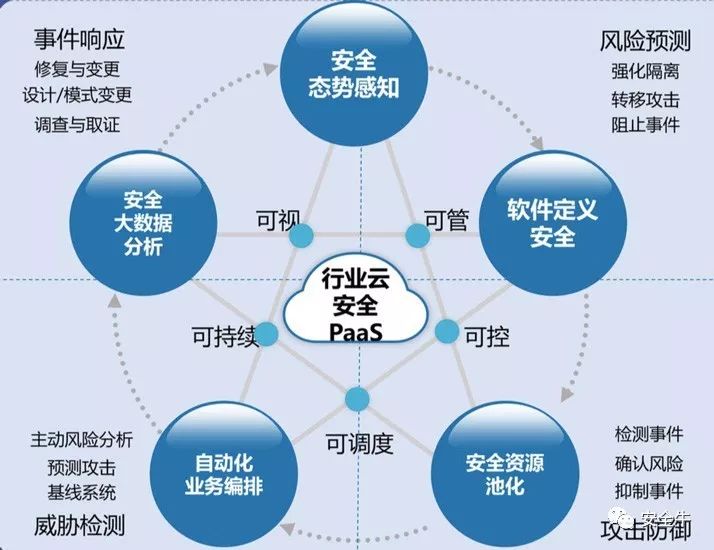 事件响应
修复与变更
设计/模式变更
调查与取证
安全
态势感知
风险预测
强化隔离
转移攻击
阻止事件
安全
大数据
分析
可视
可管
软件定义
安全
行业云
安全
PaaS
可持续
可控
可调度
主动风险分析
预测攻击
基线系统
威胁检测
自动化
业务编排
安全资源
池化
检测事件
确认风险
抑制事件
攻击防御
安全牛